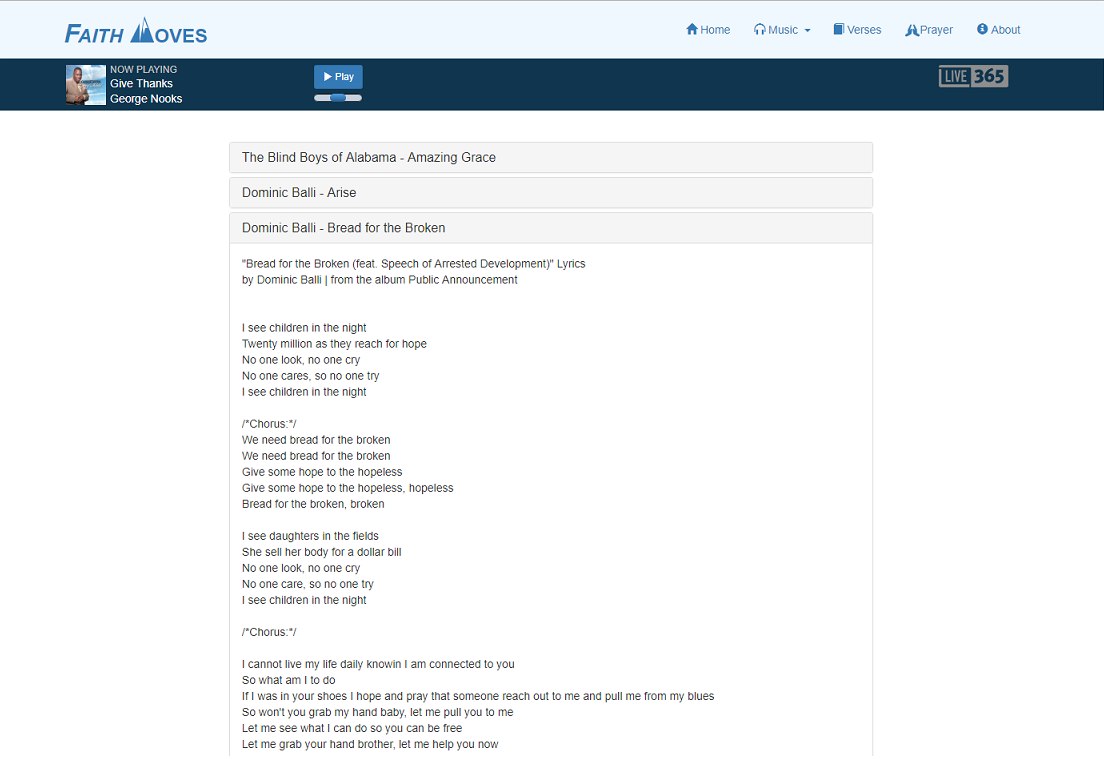 FAITH MOVES
Home
Music
Verses
Prayer
About
NOW PLAYING
Give Thanks
George Nooks
Play
LIVE 365
The Blind Boys of Alabama - Amazing Grace
Dominic Balli - Arise
Dominic Balli - Bread for the Broken
"Bread for the Broken (feat. Speech of Arrested Development)" Lyrics
by Dominic Balli | from the album Public Announcement
I see children in the night
Twenty million as they reach for hope
No one look, no one cry
No one cares, so no one try
I see children in the night
/*Chorus:*/
We need bread for the broken
We need bread for the broken
Give some hope to the hopeless
Give some hope to the hopeless, hopeless
Bread for the broken, broken
I see daughters in the fields
She sell her body for a dollar bill
No one look, no one cry
No one care, so no one try
I see children in the night
/*Chorus:*/
I cannot live my life daily knowin I am connected to you
So what am I to do
If I was in your shoes I hope and pray that someone reach out to me and pull me from my blues
So won't you grab my hand baby, let me pull you to me
Let me see what I can do so you can be free
Let me grab your hand brother, let me help you now